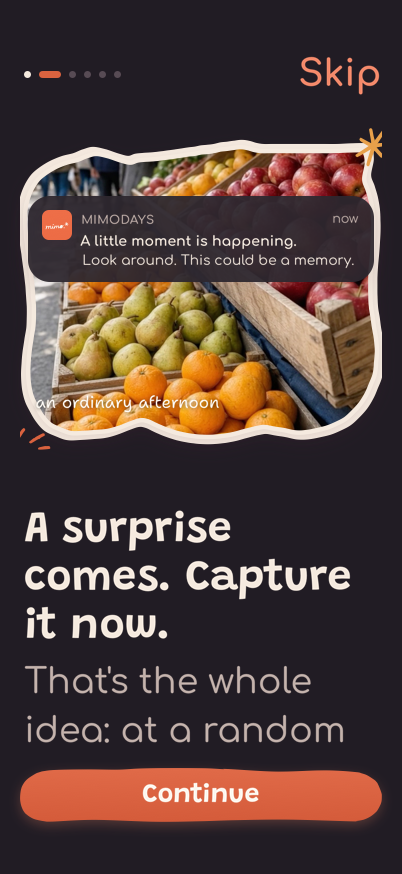 Skip
mimo.
MIMODAYS
now
A little moment is happening.
Look around. This could be a memory.
an ordinary afternoon
A surprise
comes. Capture
it now.
That's the whole
idea: at a random
Continue